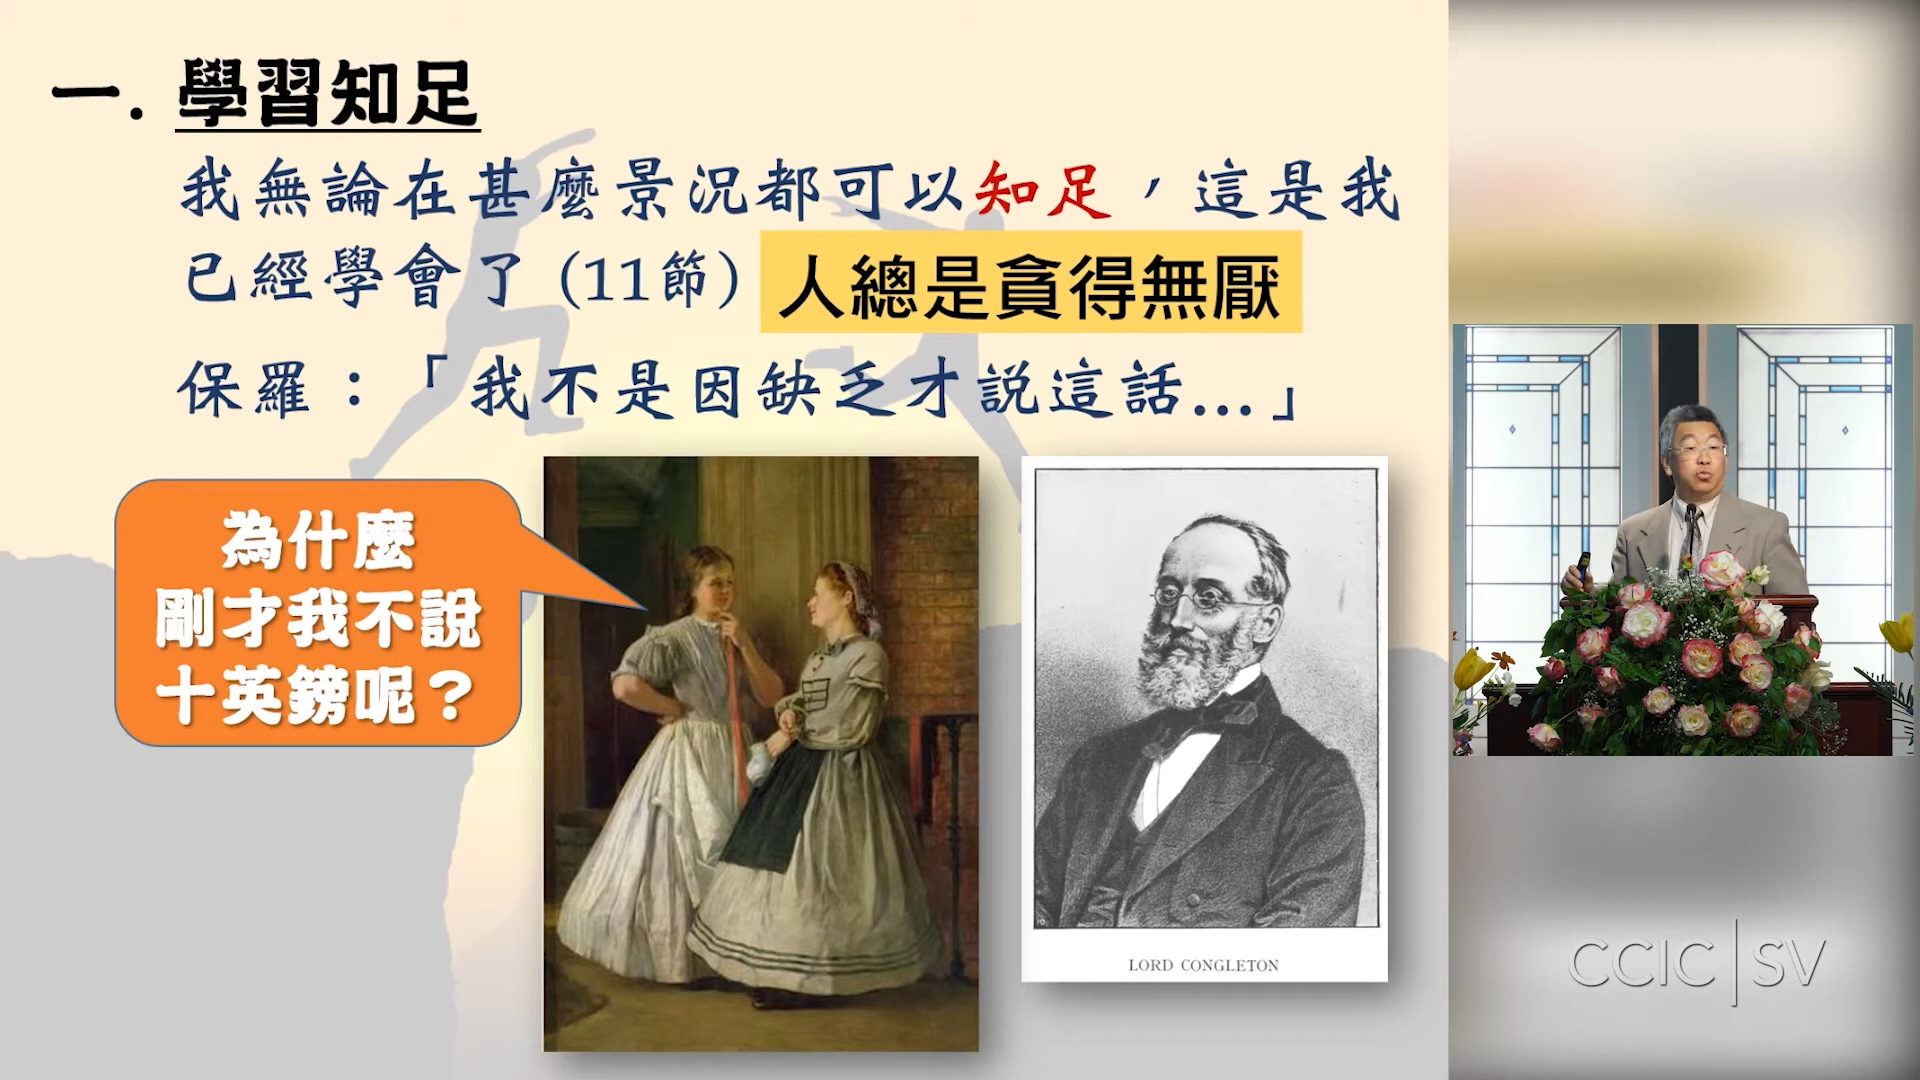 一. 學習知足
我無論在甚麼景況都可以知足，這是我
已經學會了 (11節)
人總是貪得無厭
保羅：「我不是因缺乏才説這話...」
為什麼
剛才我不說
十英鎊呢？
LORD CONGLETON
CCIC|SV